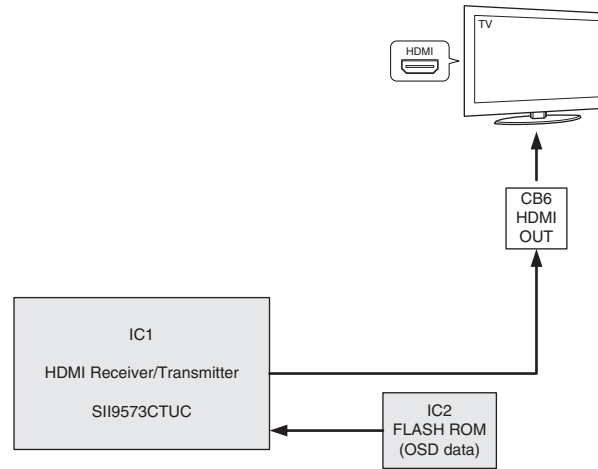 TV
HDMI
CB6
HDMI
OUT
IC1
HDMI Receiver/Transmitter
SII9573CTUC
IC2
FLASH ROM
(OSD data)